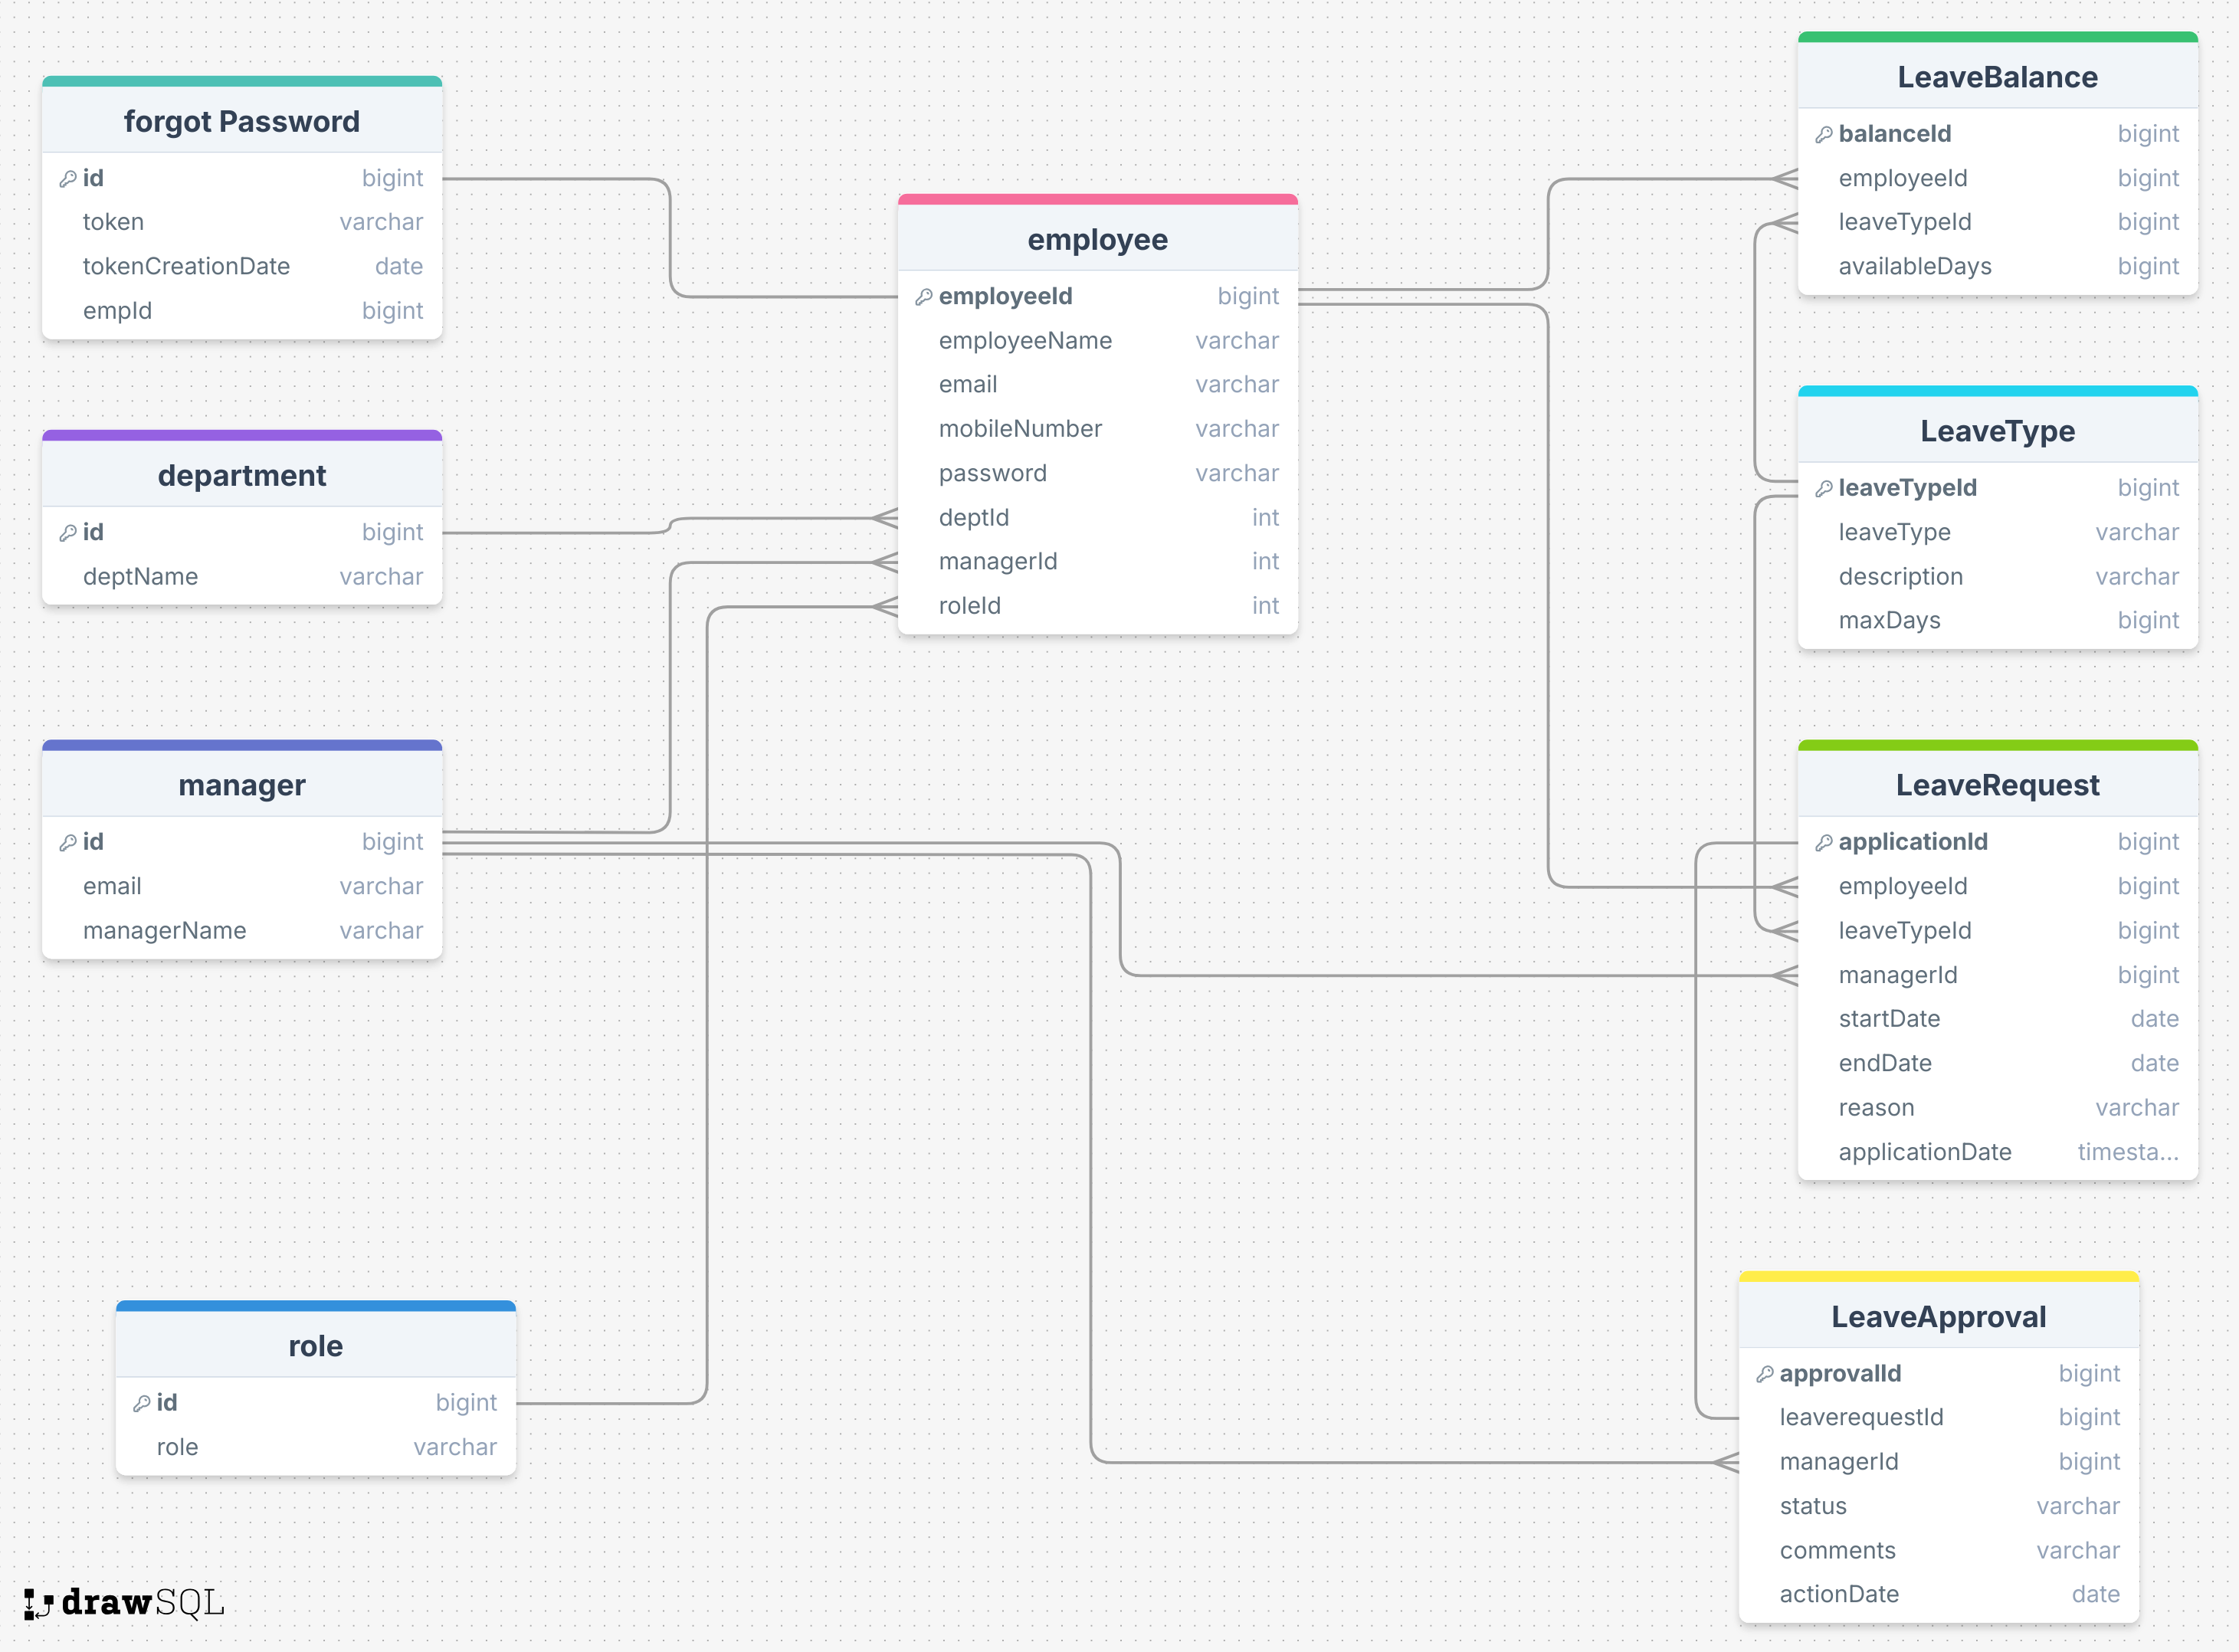 forgot Password
id bigint
token varchar
tokenCreationDate date
empId bigint
department
id bigint
deptName varchar
manager
id bigint
email varchar
managerName varchar
role
id bigint
role varchar
employee
employeeId bigint
employeeName varchar
email varchar
mobileNumber varchar
password varchar
deptId int
managerId int
roleId int
LeaveBalance
balanceId bigint
employeeId bigint
leaveTypeId bigint
availableDays bigint
LeaveType
leaveTypeId bigint
leaveType varchar
description varchar
maxDays bigint
LeaveRequest
applicationId bigint
employeeId bigint
leaveTypeId bigint
managerId bigint
startDate date
endDate date
reason varchar
applicationDate timesta...
LeaveApproval
approvalId bigint
leaverequestId bigint
managerId bigint
status varchar
comments varchar
actionDate date
drawSQL